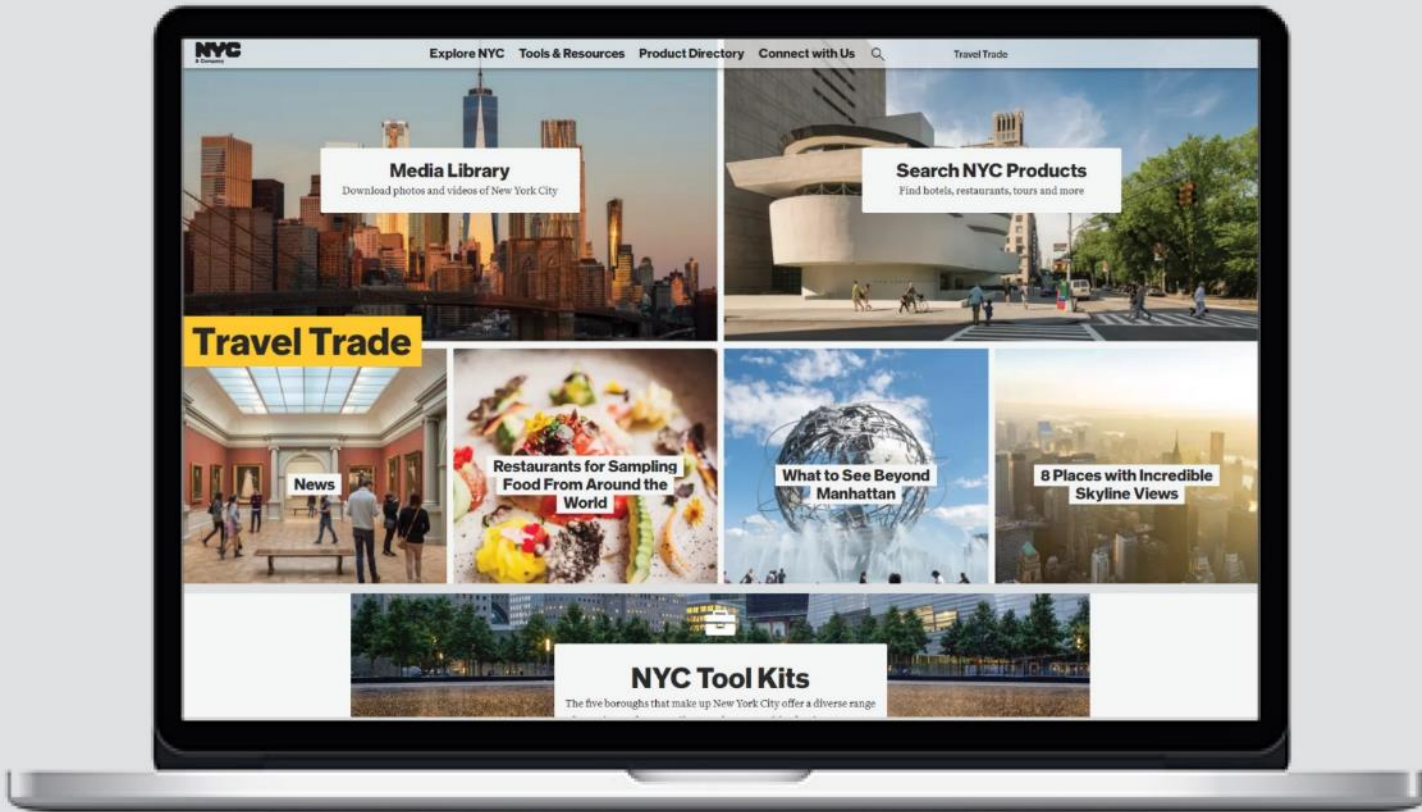 NYC
& Company
Explore NYC Tools & Resources Product Directory Connect with Us Travel Trade
Media Library
Download photos and videos of New York City
Search NYC Products
Find hotels, restaurants, tours and more
Travel Trade
News
Restaurants for Sampling
Food From Around the
World
What to See Beyond
Manhattan
8 Places with Incredible
Skyline Views
NYC Tool Kits
The five boroughs that make up New York City offer a diverse range